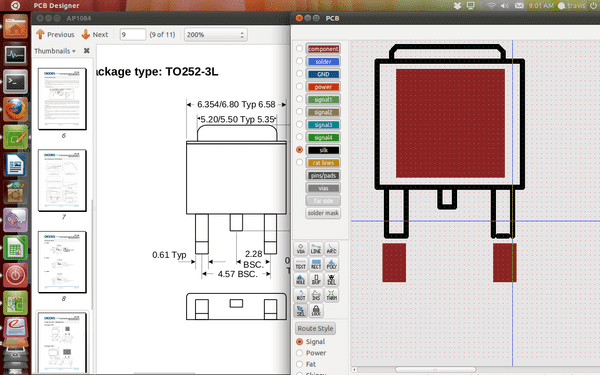 PCB Designer
9:01 AM
travis
AP1084
PCB
Previous
Next
9
(9 of 11)
200%
Thumbnails
6
7
8
ackage type: TO252-3L
6.354/6.80 Typ 6.58
5.20/5.50 Typ 5.35
0.61 Typ
2.28
BSC.
4.57 BSC.
component
solder
GND
power
signal1
signal2
signal3
signal4
silk
rat lines
pins/pads
vias
far side
solder mask
VIA LINE ARC
TEXT RECT POLY
HOLE BUF DEL
ROT INS THRM
SEL LOCK
Route Style
Signal
Power
Fat
Skinny